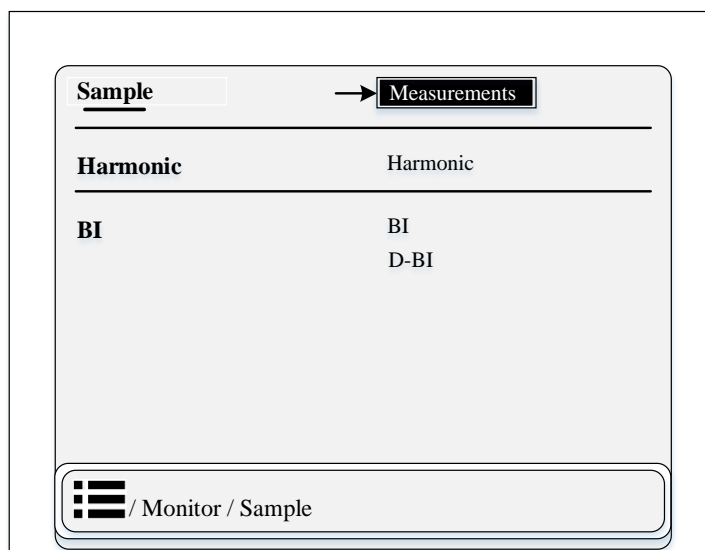 Sample Measurements
Harmonic Harmonic
BI BI
D-BI
/ Monitor / Sample